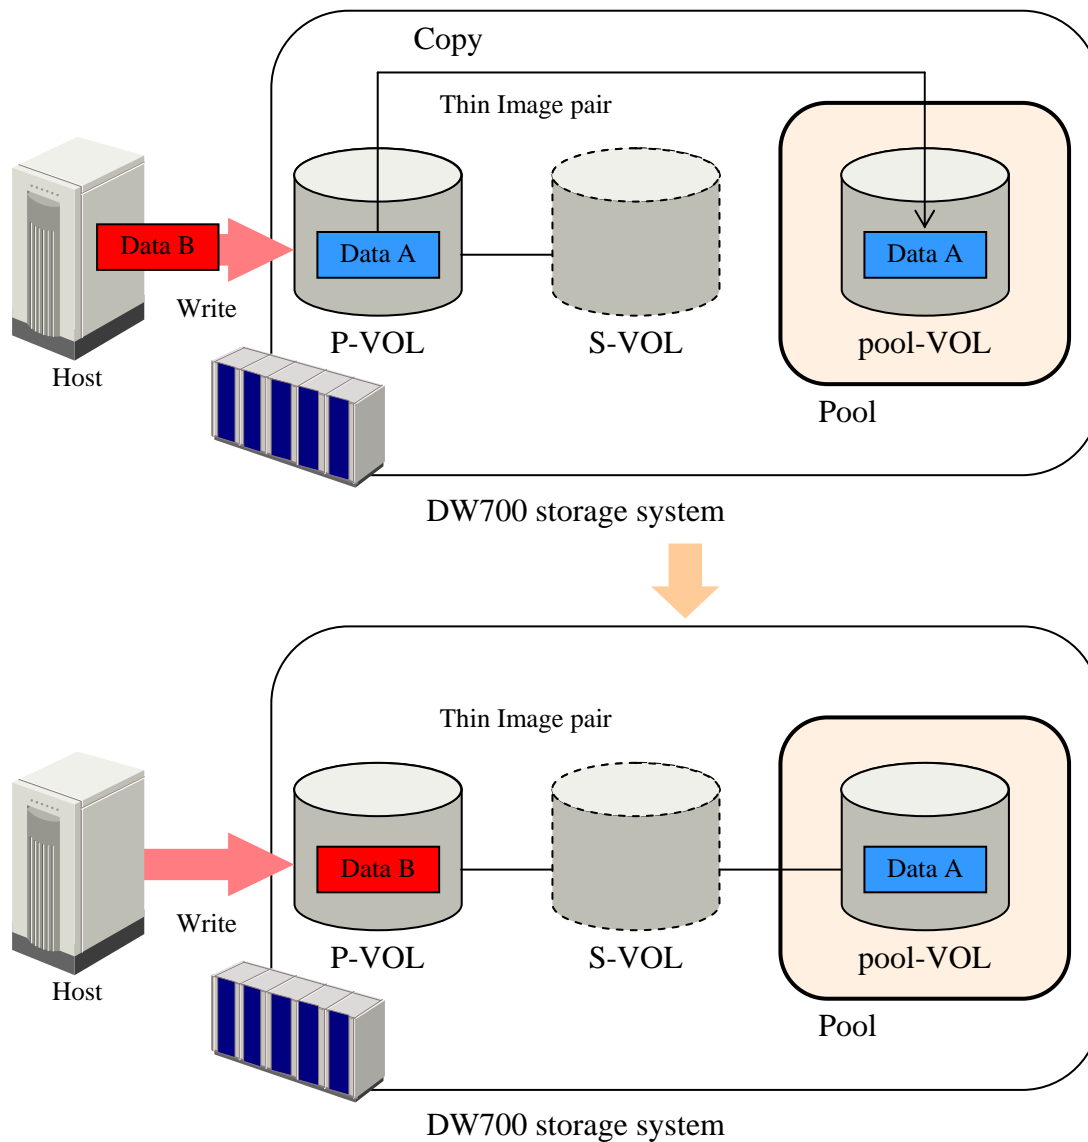 Copy
Thin Image pair
Data B
Data A
Data A
Write
P-VOL
S-VOL
pool-VOL
Host
Pool
DW700 storage system
Thin Image pair
Data B
Data A
Write
P-VOL
S-VOL
pool-VOL
Host
Pool
DW700 storage system